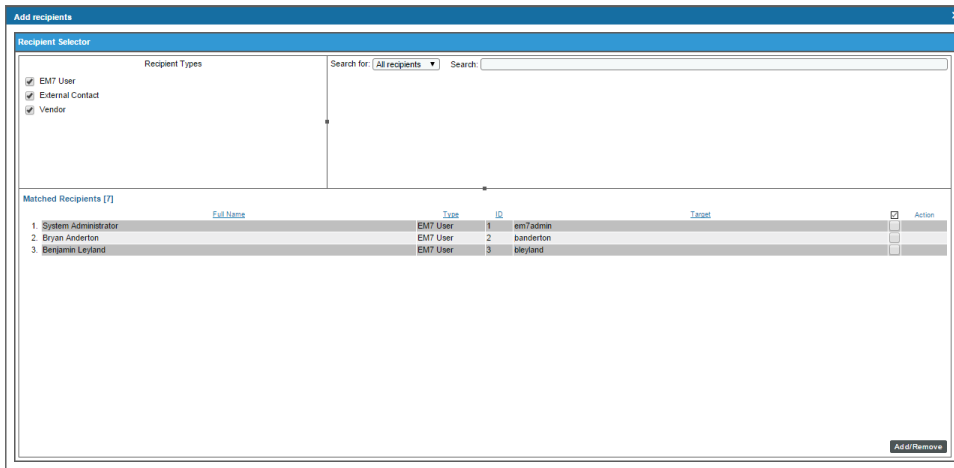 Add recipients
Recipient Selector
Recipient Types
EM7 User
External Contact
Vendor
Search for: All recipients Search:
Matched Recipients [7]
Full Name Type ID Target Action
1. System Administrator EM7 User 1 em7admin
2. Bryan Anderton EM7 User 2 banderton
3. Benjamin Leyland EM7 User 3 bleyland
Add/Remove